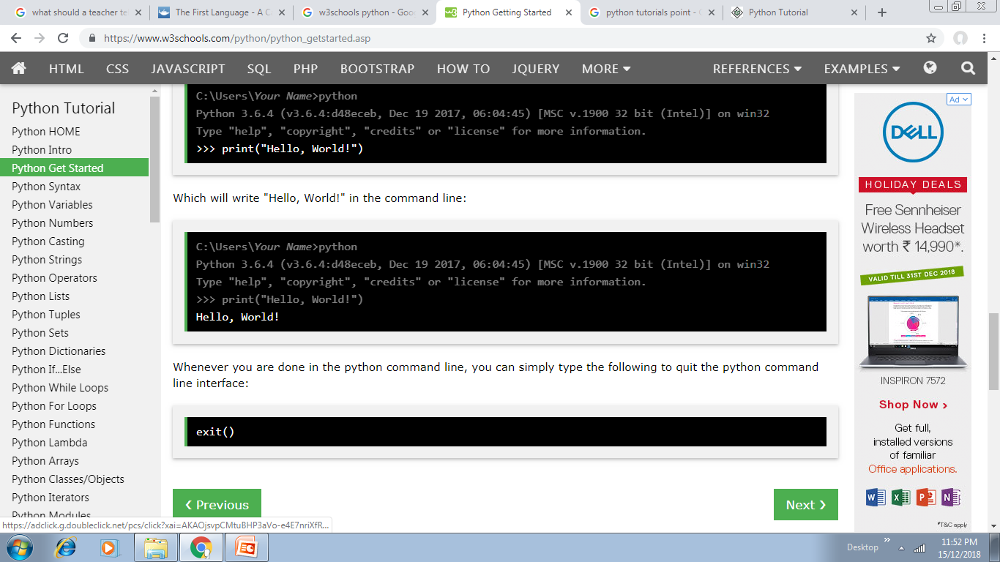 what should a teacher te
The First Language - A C
w3schools python - Goo
Python Getting Started
python tutorials point - G
Python Tutorial
https://www.w3schools.com/python/python_getstarted.asp
HTML CSS JAVASCRIPT SQL PHP BOOTSTRAP HOW TO JQUERY MORE REFERENCES EXAMPLES
Python Tutorial
Python HOME
Python Intro
Python Get Started
Python Syntax
Python Variables
Python Numbers
Python Casting
Python Strings
Python Operators
Python Lists
Python Tuples
Python Sets
Python Dictionaries
Python If...Else
Python While Loops
Python For Loops
Python Functions
Python Lambda
Python Arrays
Python Classes/Objects
Python Iterators
Python Modules
C:\Users\Your Name>python
Python 3.6.4 (v3.6.4:d48eceb, Dec 19 2017, 06:04:45) [MSC v.1900 32 bit (Intel)] on win32
Type "help", "copyright", "credits" or "license" for more information.
>>> print("Hello, World!")
Which will write "Hello, World!" in the command line:
C:\Users\Your Name>python
Python 3.6.4 (v3.6.4:d48eceb, Dec 19 2017, 06:04:45) [MSC v.1900 32 bit (Intel)] on win32
Type "help", "copyright", "credits" or "license" for more information.
>>> print("Hello, World!")
Hello, World!
Whenever you are done in the python command line, you can simply type the following to quit the python command
line interface:
exit()
❮ Previous
Next ❯
Ad
DELL
HOLIDAY DEALS
Free Sennheiser
Wireless Headset
worth ₹ 14,990*.
VALID TILL 31ST DEC 2018
INSPIRON 7572
Shop Now >
Get full,
installed versions
of familiar
Office applications.
*T&C apply
https://adclick.g.doubleclick.net/pcs/click?xai=AKAOjsvpCMtuBHP3aVo-e4E7nriXfR...
Desktop
11:52 PM
15/12/2018